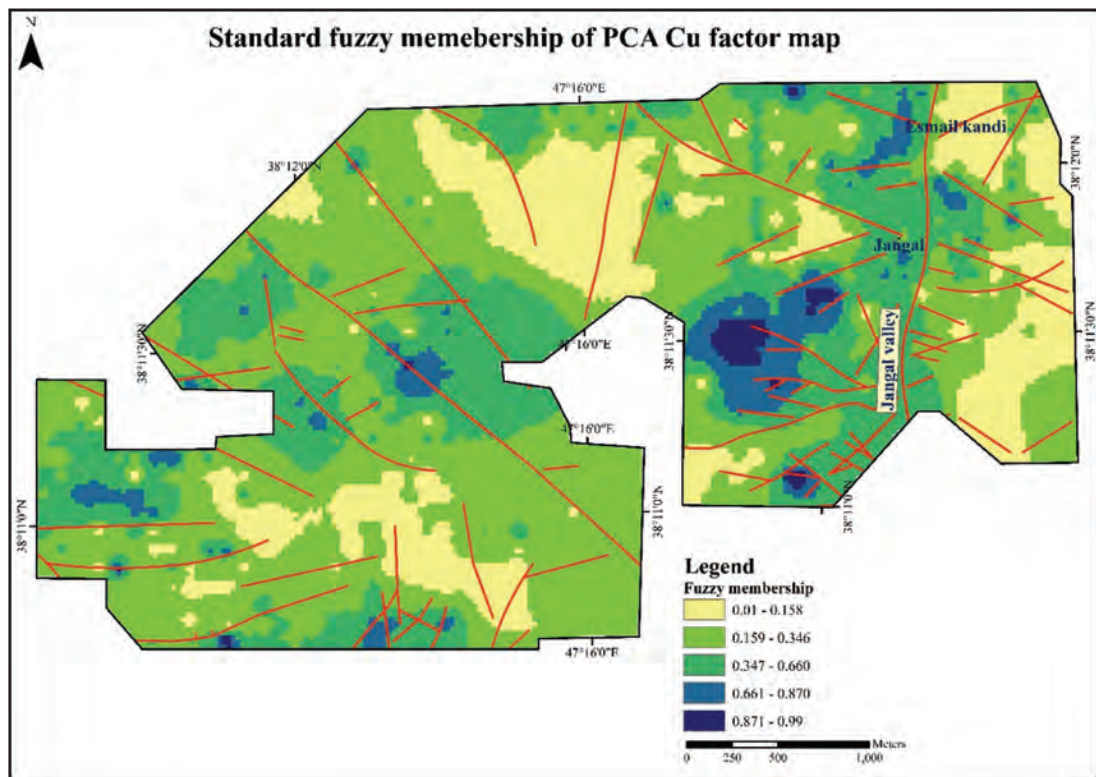 Standard fuzzy memebership of PCA Cu factor map
N
47°16'0"E
38°12'0"N
Esmail kandi
38°12'0"N
Jangal
38°11'30"N
47°16'0"E
38°11'30"N
Jangal valley
38°11'30"N
47°16'0"E
38°11'0"N
38°11'0"N
38°11'0"N
47°16'0"E
Legend
Fuzzy membership
0.01 - 0.158
0.159 - 0.346
0.347 - 0.660
0.661 - 0.870
0.871 - 0.99
Meters
0 250 500 1,000